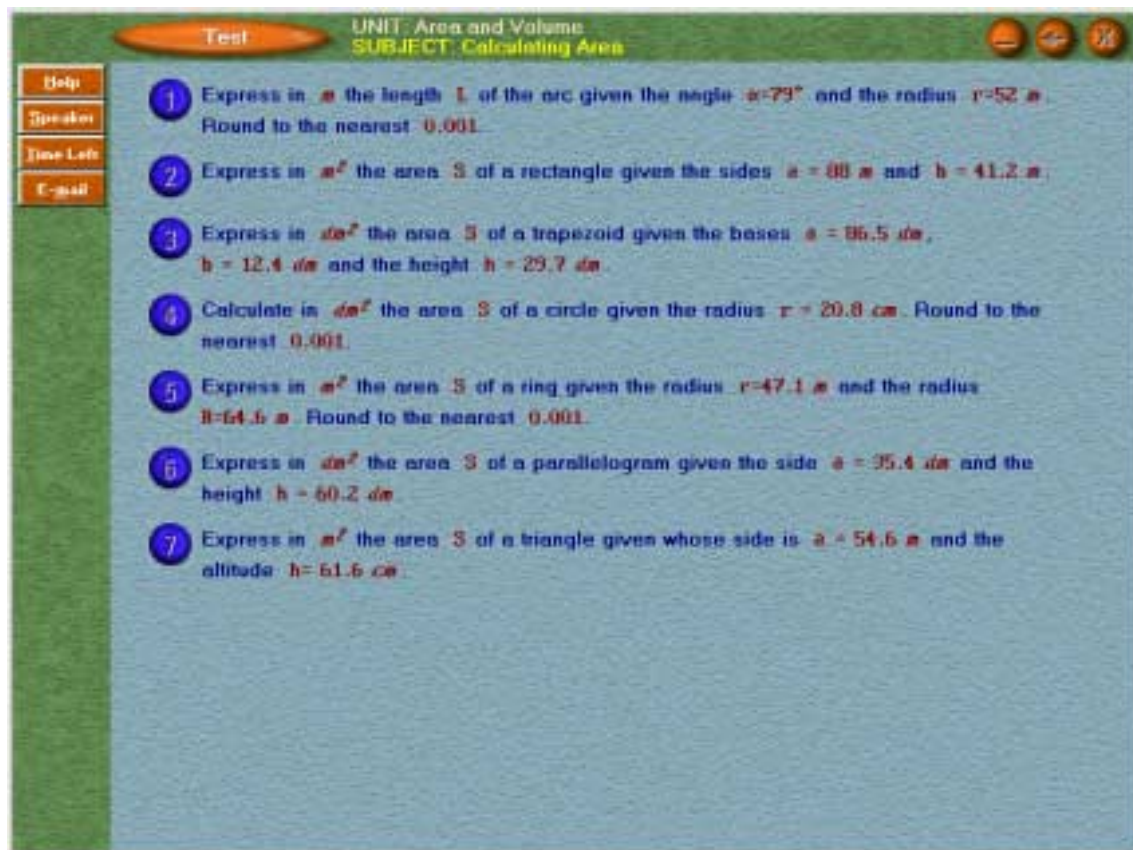 Test
UNIT: Area and Volume
SUBJECT: Calculating Area
Help
Speaker
Time Left
E-mail
1 Express in m the length L of the arc given the angle α=79° and the radius r=52 m.
Round to the nearest 0.001.
2 Express in m² the area S of a rectangle given the sides a = 88 m and b = 41.2 m.
3 Express in dm² the area S of a trapezoid given the bases a = 86.5 dm,
b = 12.4 dm and the height h = 29.7 dm.
4 Calculate in dm² the area S of a circle given the radius r = 20.8 cm. Round to the
nearest 0.001.
5 Express in m² the area S of a ring given the radius r=47.1 m and the radius
R=64.6 m. Round to the nearest 0.001.
6 Express in dm² the area S of a parallelogram given the side a = 35.4 dm and the
height h = 60.2 dm
7 Express in m² the area S of a triangle given whose side is a = 54.6 m and the
altitude h= 61.6 cm.